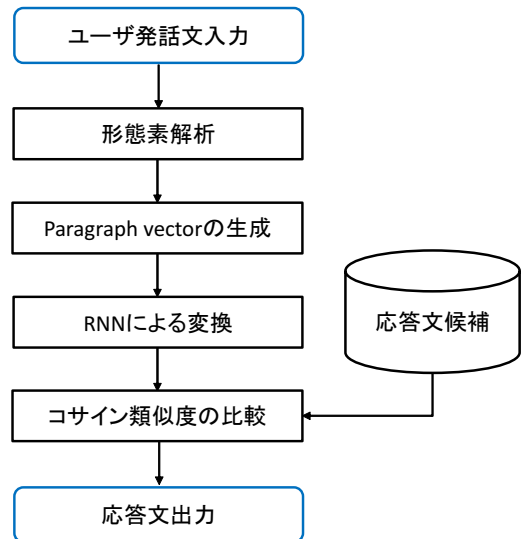 ユーザ発話文入力
形態素解析
Paragraph vectorの生成
RNNによる変換
応答文候補
コサイン類似度の比較
応答文出力